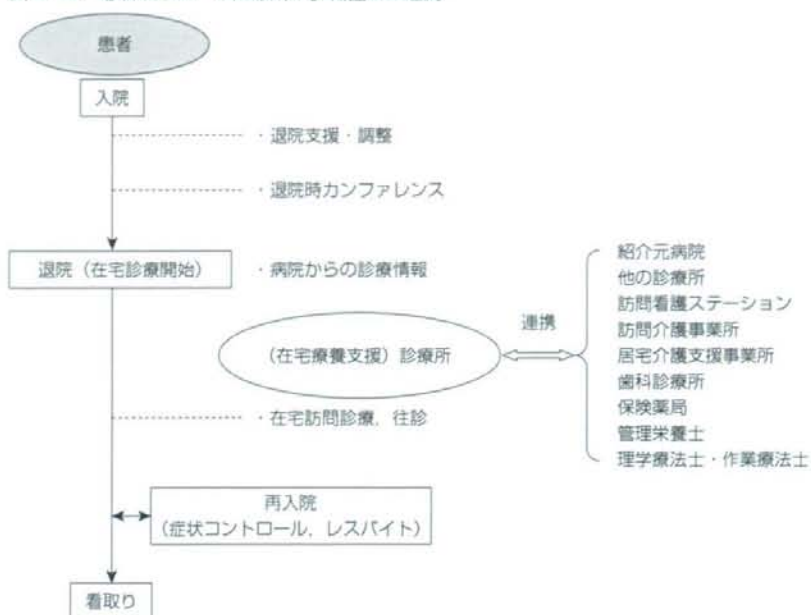 患者
入院
・退院支援・調整
・退院時カンファレンス
退院（在宅診療開始）
・病院からの診療情報
（在宅療養支援）診療所
連携
紹介元病院
他の診療所
訪問看護ステーション
訪問介護事業所
居宅介護支援事業所
歯科診療所
保険薬局
管理栄養士
理学療法士・作業療法士
・在宅訪問診療，往診
再入院
（症状コントロール，レスパイト）
看取り